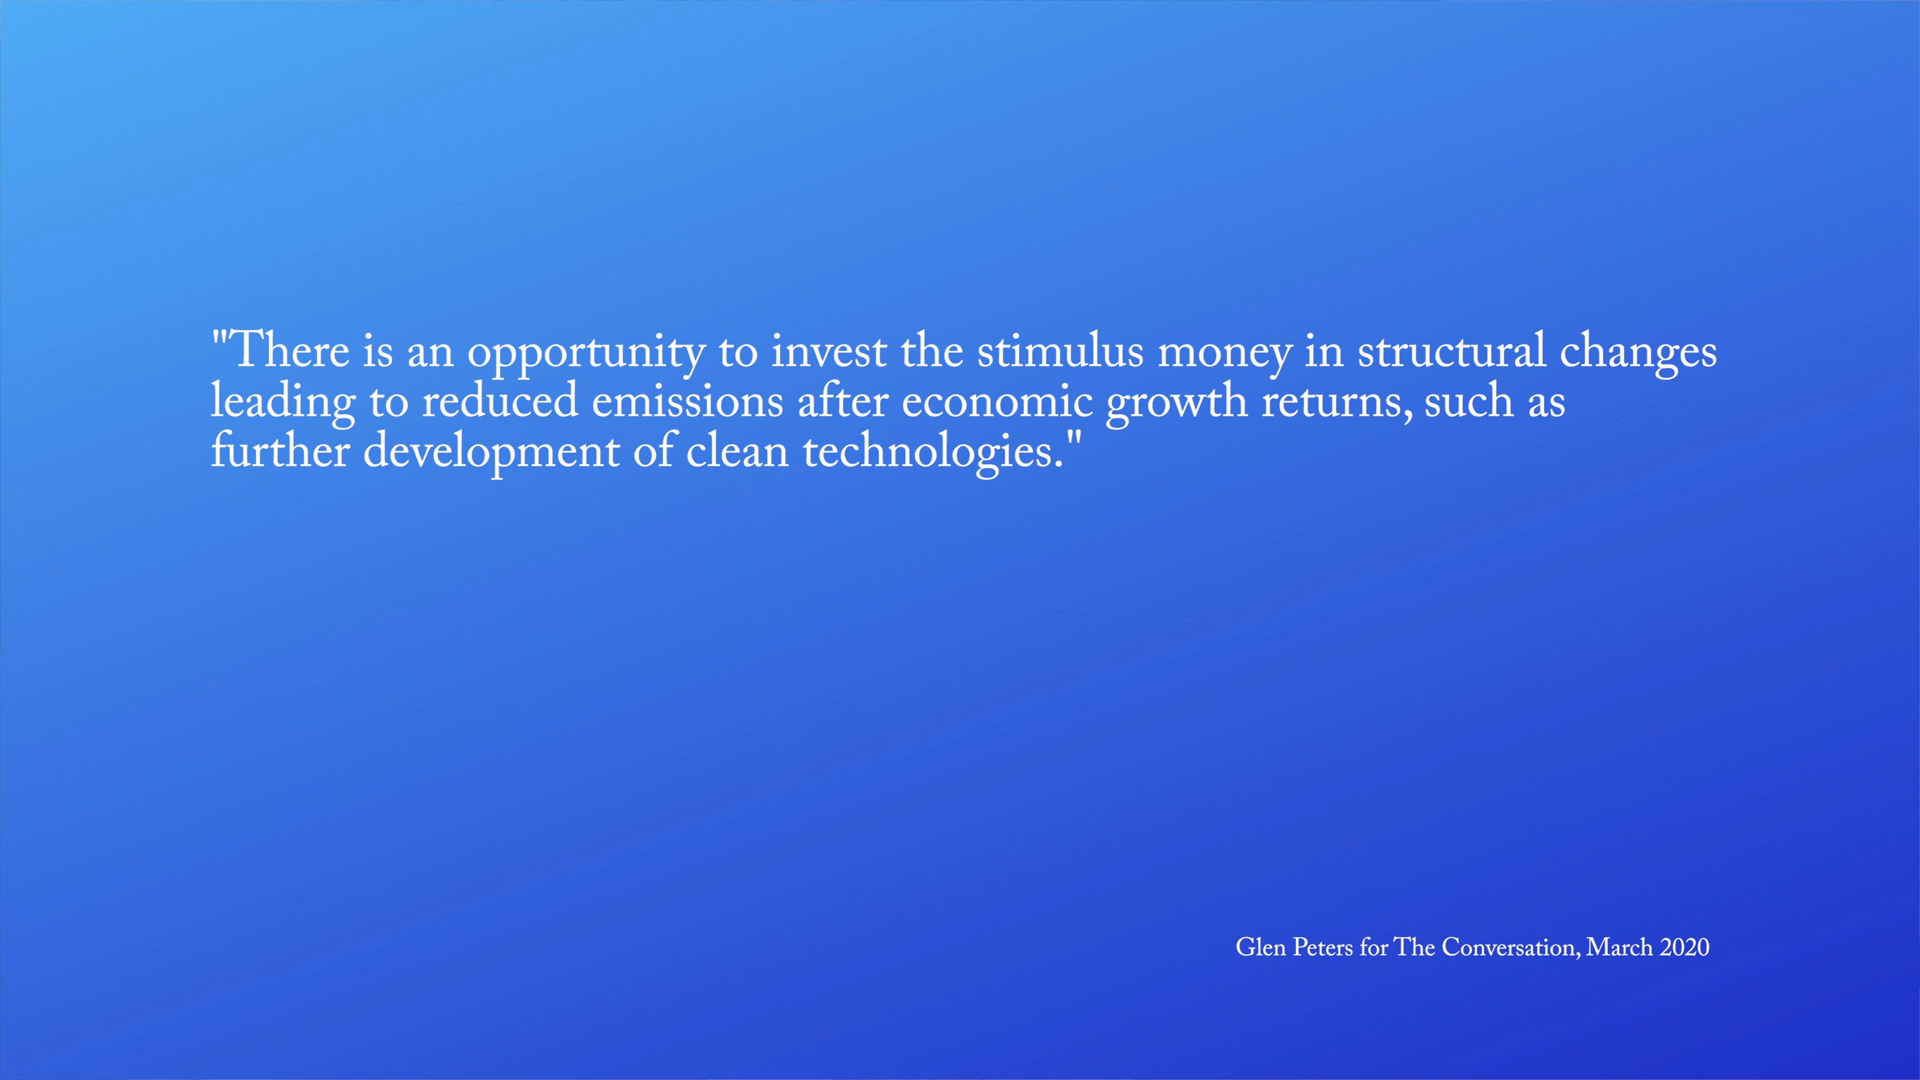 "There is an opportunity to invest the stimulus money in structural changes
leading to reduced emissions after economic growth returns, such as
further development of clean technologies."
Glen Peters for The Conversation, March 2020